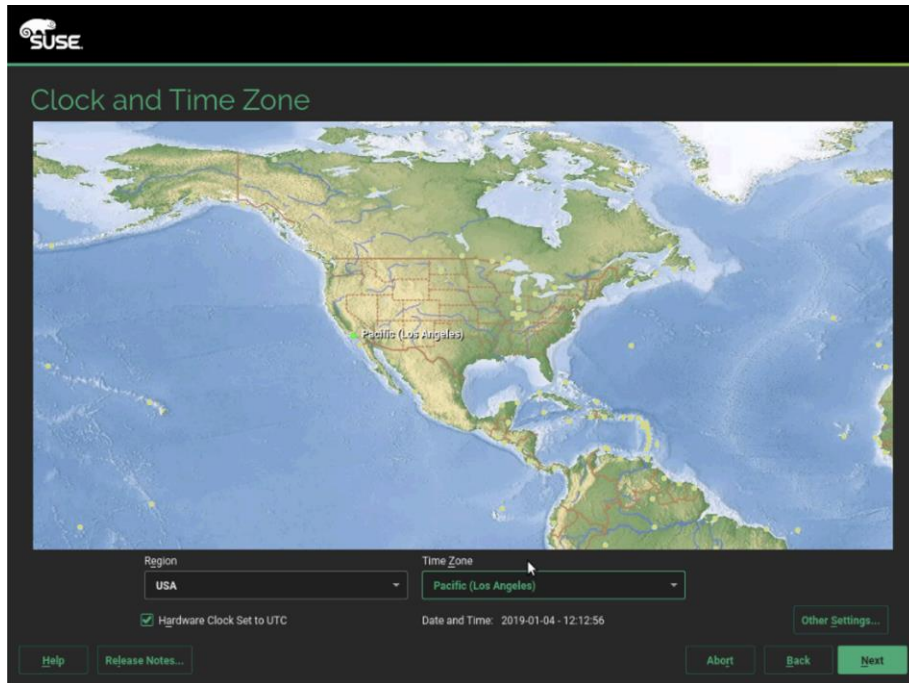 SUSE.
Clock and Time Zone
Pacific (Los Angeles)
Region
Time Zone
USA
Pacific (Los Angeles)
Hardware Clock Set to UTC
Date and Time: 2019-01-04 - 12:12:56
Other Settings...
Help
Release Notes...
Abort
Back
Next